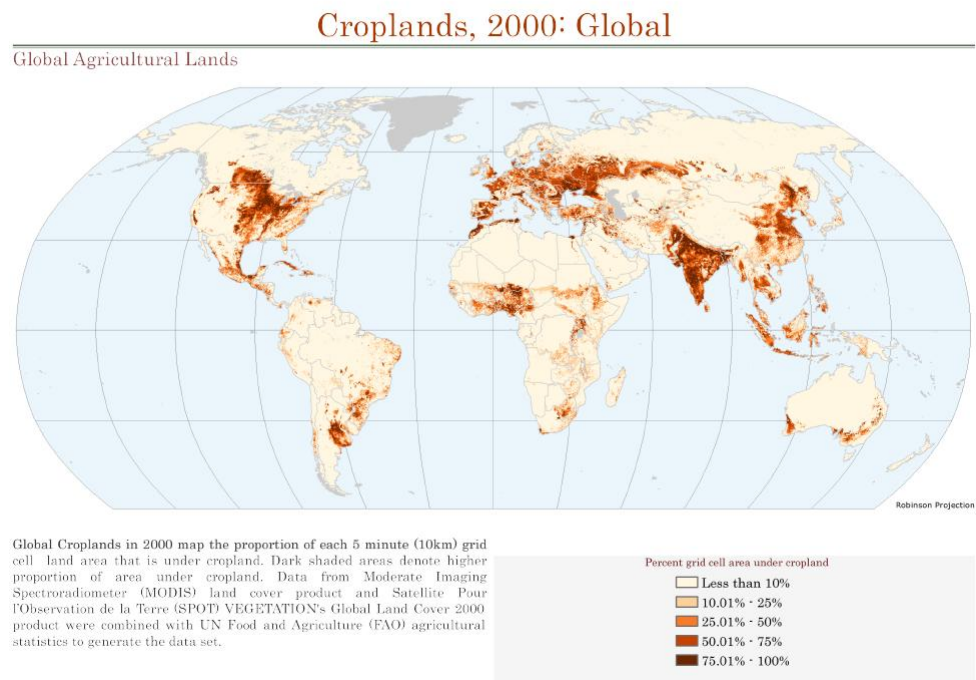 Croplands, 2000: Global
Global Agricultural Lands
Robinson Projection
Global Croplands in 2000 map the proportion of each 5 minute (10km) grid
cell land area that is under cropland. Dark shaded areas denote higher
proportion of area under cropland. Data from Moderate Imaging
Spectroradiometer (MODIS) land cover product and Satellite Pour
l'Observation de la Terre (SPOT) VEGETATION's Global Land Cover 2000
product were combined with UN Food and Agriculture (FAO) agricultural
statistics to generate the data set.
Percent grid cell area under cropland
Less than 10%
10.01% - 25%
25.01% - 50%
50.01% - 75%
75.01% - 100%